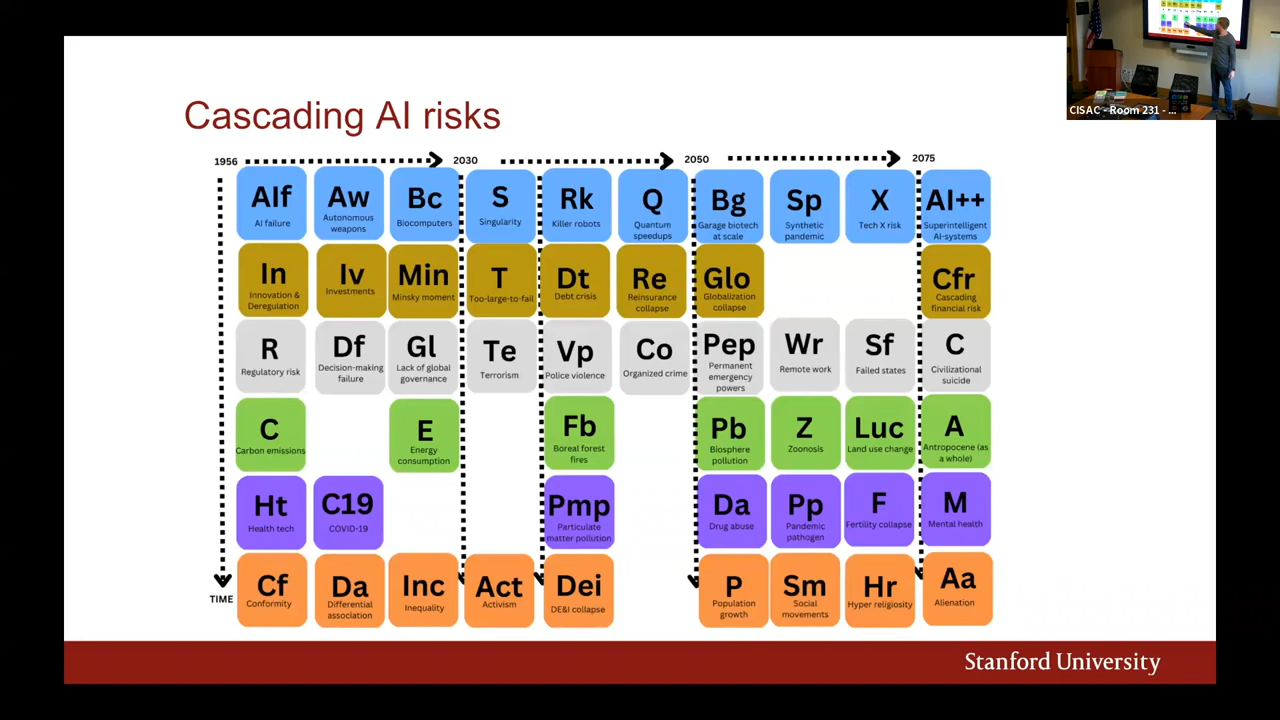 CISAC - Room 231 - ...
Cascading AI risks
1956 2030 2050 2075
AIf Aw Bc S Rk Q Bg Sp X AI++
AI failure Autonomous weapons Biocomputers Singularity Killer robots Quantum speedups Garage biotech at scale Synthetic pandemic Tech X risk Superintelligent AI-systems
In Iv Min T Dt Re Glo Cfr
Innovation & Deregulation Investments Minsky moment Too-large-to-fail Debt crisis Reinsurance collapse Globalization collapse Cascading financial risk
R Df Gl Te Vp Co Pep Wr Sf C
Regulatory risk Decision-making failure Lack of global governance Terrorism Police violence Organized crime Permanent emergency powers Remote work Failed states Civilizational suicide
C E Fb Pb Z Luc A
Carbon emissions Energy consumption Boreal forest fires Biosphere pollution Zoonosis Land use change Antropocene (as a whole)
Ht C19 Pmp Da Pp F M
Health tech COVID-19 Particulate matter pollution Drug abuse Pandemic pathogen Fertility collapse Mental health
Cf Da Inc Act Dei P Sm Hr Aa
Conformity Differential association Inequality Activism DE&I collapse Population growth Social movements Hyper religiosity Alienation
TIME
Stanford University